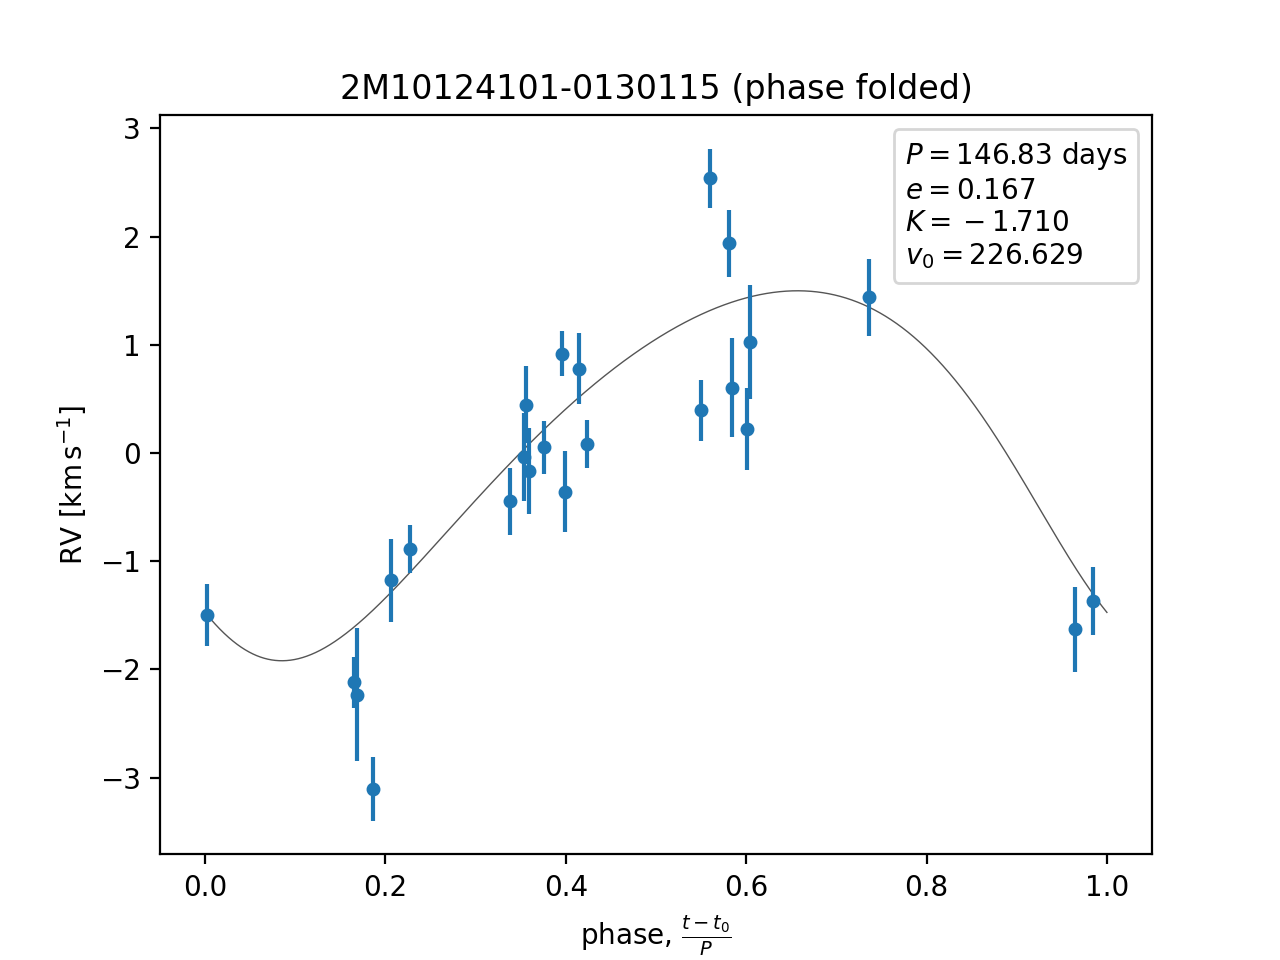 2M10124101-0130115 (phase folded)
P = 146.83 days
e = 0.167
K = −1.710
v₀ = 226.629
RV [km s⁻¹]
3
2
1
0
−1
−2
−3
0.0 0.2 0.4 0.6 0.8 1.0
phase, (t − t₀)/P